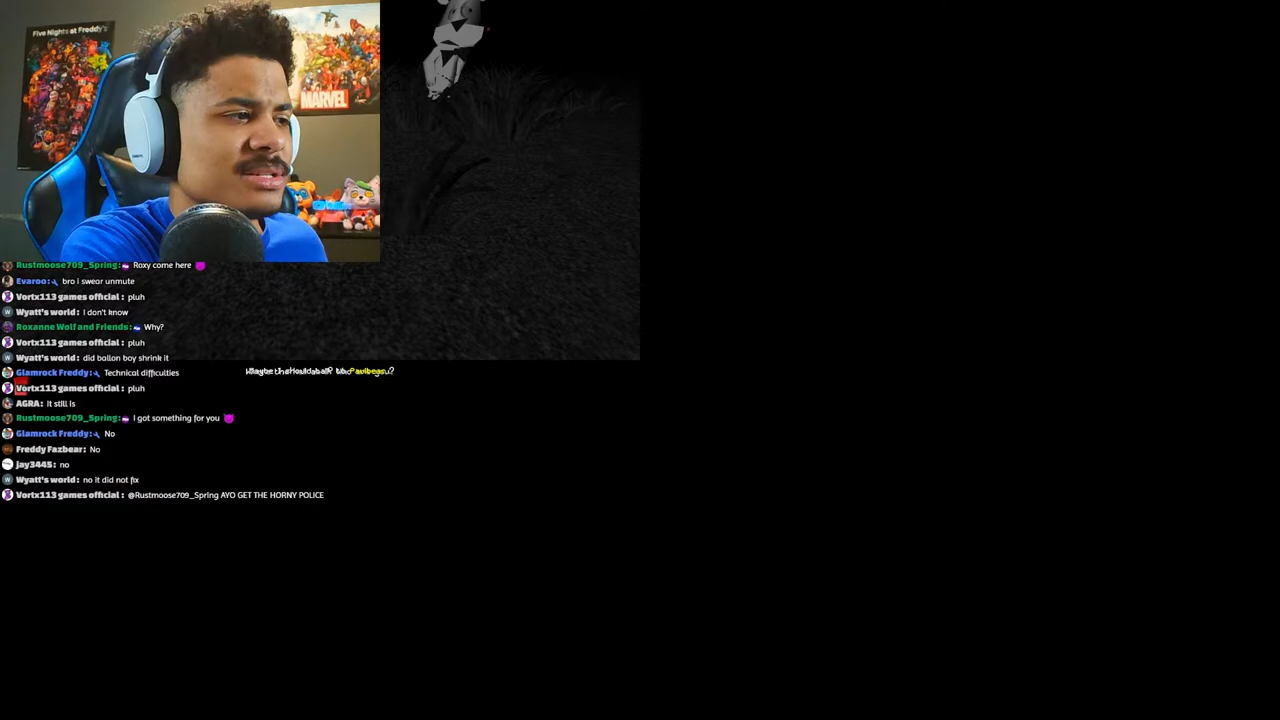 Five Nights at Freddy's
MARVEL
Rustmoose709_Spring: Roxy come here 😈
Evaroo: bro i swear unmute
Vortx113 games official : pluh
Wyatt's world : I don't know
Roxanne Wolf and Friends: Why?
Vortx113 games official : pluh
Wyatt's world : did ballon boy shrink it
Glamrock Freddy: Technical difficulties
Vortx113 games official : pluh
AGRA: It still is
Rustmoose709_Spring: I got something for you 😈
Glamrock Freddy: No
Freddy Fazbear: No
jay3445: no
Wyatt's world : no it did not fix
Vortx113 games official : @Rustmoose709_Spring AYO GET THE HORNY POLICE